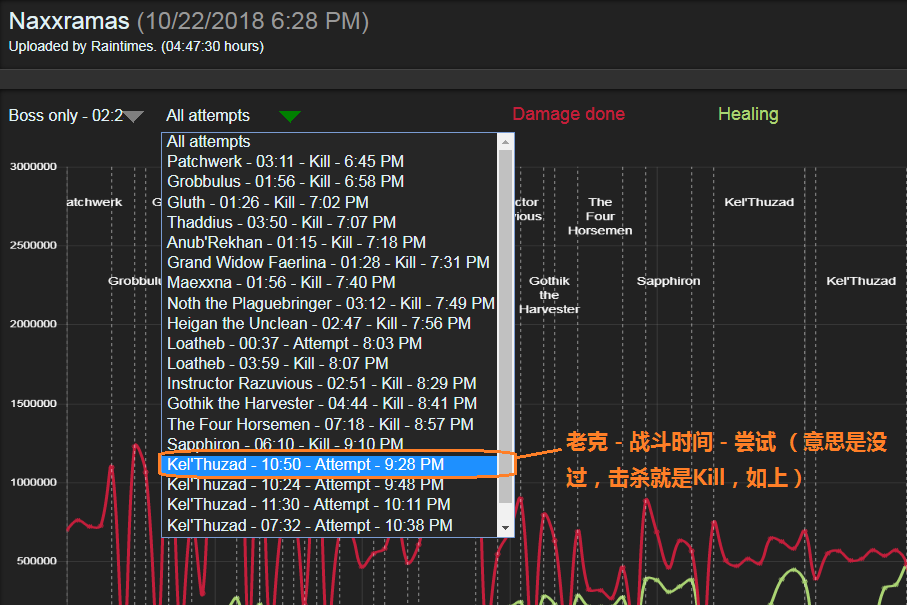 Naxxramas (10/22/2018 6:28 PM)
Uploaded by Raintimes. (04:47:30 hours)
Boss only - 02:2
All attempts
Damage done
Healing
All attempts
Patchwerk - 03:11 - Kill - 6:45 PM
Grobbulus - 01:56 - Kill - 6:58 PM
Gluth - 01:26 - Kill - 7:02 PM
Thaddius - 03:50 - Kill - 7:07 PM
Anub'Rekhan - 01:15 - Kill - 7:18 PM
Grand Widow Faerlina - 01:28 - Kill - 7:31 PM
Maexxna - 01:56 - Kill - 7:40 PM
Noth the Plaguebringer - 03:12 - Kill - 7:49 PM
Heigan the Unclean - 02:47 - Kill - 7:56 PM
Loatheb - 00:37 - Attempt - 8:03 PM
Loatheb - 03:59 - Kill - 8:07 PM
Instructor Razuvious - 02:51 - Kill - 8:29 PM
Gothik the Harvester - 04:44 - Kill - 8:41 PM
The Four Horsemen - 07:18 - Kill - 8:57 PM
Sapphiron - 06:10 - Kill - 9:10 PM
Kel'Thuzad - 10:50 - Attempt - 9:28 PM
Kel'Thuzad - 10:24 - Attempt - 9:48 PM
Kel'Thuzad - 11:30 - Attempt - 10:11 PM
Kel'Thuzad - 07:32 - Attempt - 10:38 PM
3000000
2500000
2000000
1500000
1000000
500000
atchwerk
G
Grobbulu
ctor
ious
Gothik
the
Harvester
The
Four
Horsemen
Sapphiron
Kel'Thuzad
Kel'Thuzad
老克 - 战斗时间 - 尝试（意思是没
过，击杀就是Kill，如上）